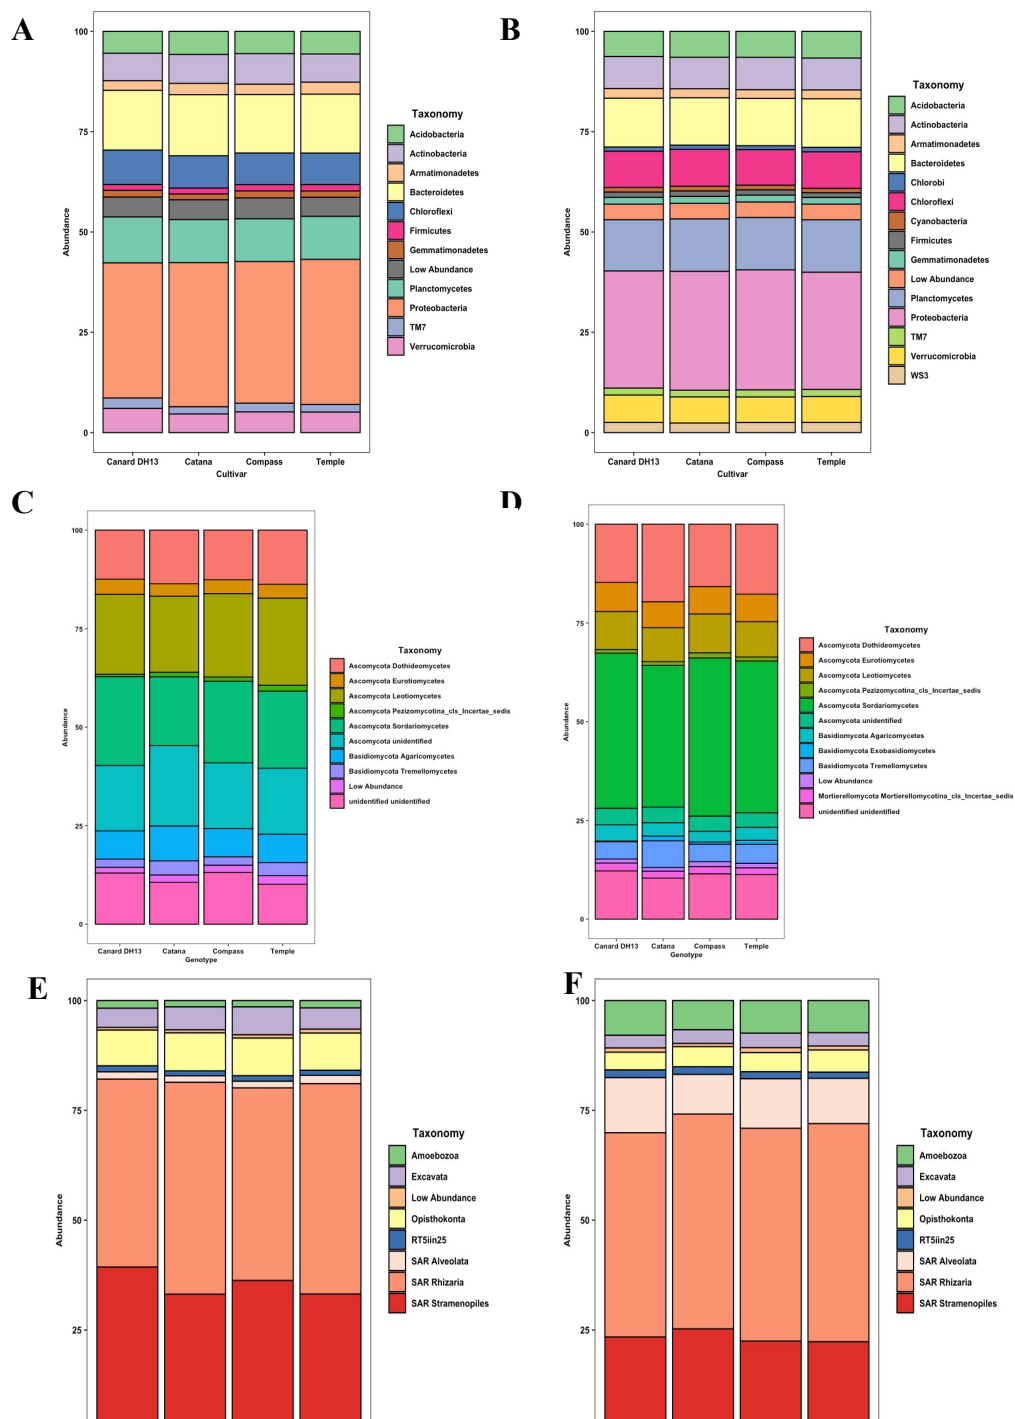 A
100
75
50
25
0
Abundance
Canard DH13 Catana Compass Temple
Cultivar
Taxonomy
Acidobacteria
Actinobacteria
Armatimonadetes
Bacteroidetes
Chloroflexi
Firmicutes
Gemmatimonadetes
Low Abundance
Planctomycetes
Proteobacteria
TM7
Verrucomicrobia
B
100
75
50
25
0
Abundance
Canard DH13 Catana Compass Temple
Cultivar
Taxonomy
Acidobacteria
Actinobacteria
Armatimonadetes
Bacteroidetes
Chlorobi
Chloroflexi
Cyanobacteria
Firmicutes
Gemmatimonadetes
Low Abundance
Planctomycetes
Proteobacteria
TM7
Verrucomicrobia
WS3
C
100
75
50
25
0
Abundance
Canard DH13 Catana Compass Temple
Genotype
Taxonomy
Ascomycota Dothideomycetes
Ascomycota Eurotiomycetes
Ascomycota Leotiomycetes
Ascomycota Pezizomycotina_cls_Incertae_sedis
Ascomycota Sordariomycetes
Ascomycota unidentified
Basidiomycota Agaricomycetes
Basidiomycota Tremellomycetes
Low Abundance
unidentified unidentified
D
100
75
50
25
0
Abundance
Canard DH13 Catana Compass Temple
Genotype
Taxonomy
Ascomycota Dothideomycetes
Ascomycota Eurotiomycetes
Ascomycota Leotiomycetes
Ascomycota Pezizomycotina_cls_Incertae_sedis
Ascomycota Sordariomycetes
Ascomycota unidentified
Basidiomycota Agaricomycetes
Basidiomycota Exobasidiomycetes
Basidiomycota Tremellomycetes
Low Abundance
Mortierellomycota Mortierellomycotina_cls_Incertae_sedis
unidentified unidentified
E
100
75
50
25
Abundance
Taxonomy
Amoebozoa
Excavata
Low Abundance
Opisthokonta
RT5iin25
SAR Alveolata
SAR Rhizaria
SAR Stramenopiles
F
100
75
50
25
Abundance
Taxonomy
Amoebozoa
Excavata
Low Abundance
Opisthokonta
RT5iin25
SAR Alveolata
SAR Rhizaria
SAR Stramenopiles